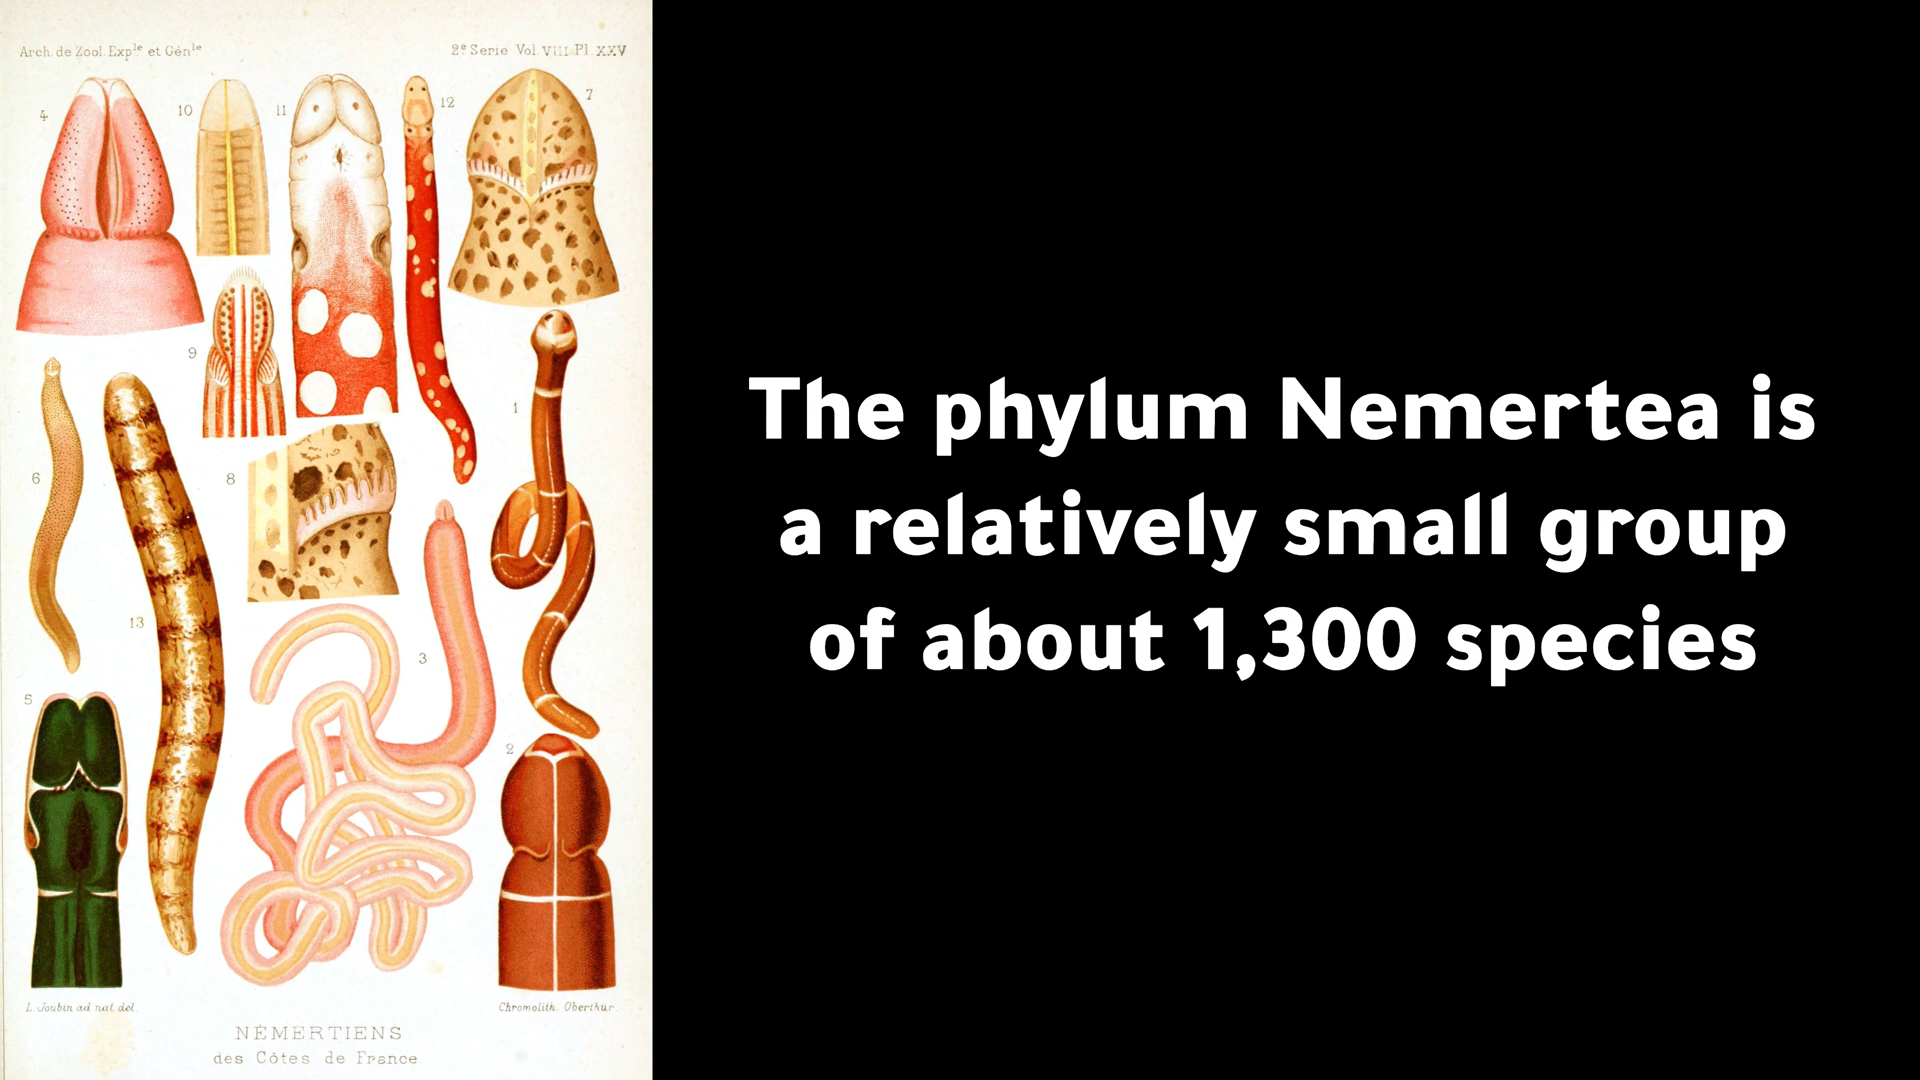 Arch. de Zool. Exple et Génle
2e Serie Vol. VIII Pl. XXV
4
10
11
12
7
9
1
6
8
13
3
5
2
L. Joubin ad nat. del.
Chromolith. Oberthür.
NÉMERTIENS
des Côtes de France
The phylum Nemertea is
a relatively small group
of about 1,300 species